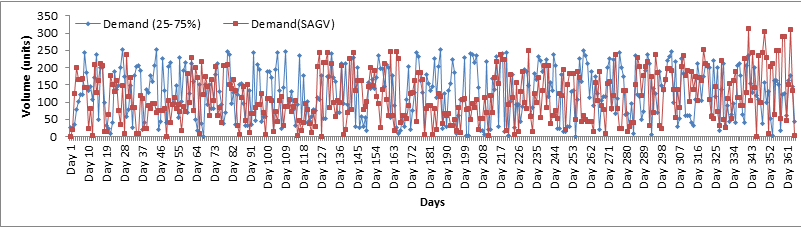 Demand (25-75%) Demand(SAGV)
Volume (units)
350
300
250
200
150
100
50
0
Day 1 Day 10 Day 19 Day 28 Day 37 Day 46 Day 55 Day 64 Day 73 Day 82 Day 91 Day 100 Day 109 Day 118 Day 127 Day 136 Day 145 Day 154 Day 163 Day 172 Day 181 Day 190 Day 199 Day 208 Day 217 Day 226 Day 235 Day 244 Day 253 Day 262 Day 271 Day 280 Day 289 Day 298 Day 307 Day 316 Day 325 Day 334 Day 343 Day 352 Day 361
Days